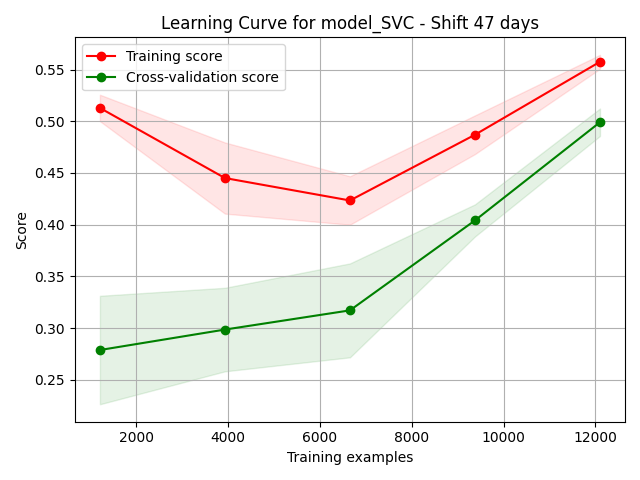 Learning Curve for model_SVC - Shift 47 days
Training score
Cross-validation score
0.55
0.50
0.45
0.40
0.35
0.30
0.25
Score
2000 4000 6000 8000 10000 12000
Training examples